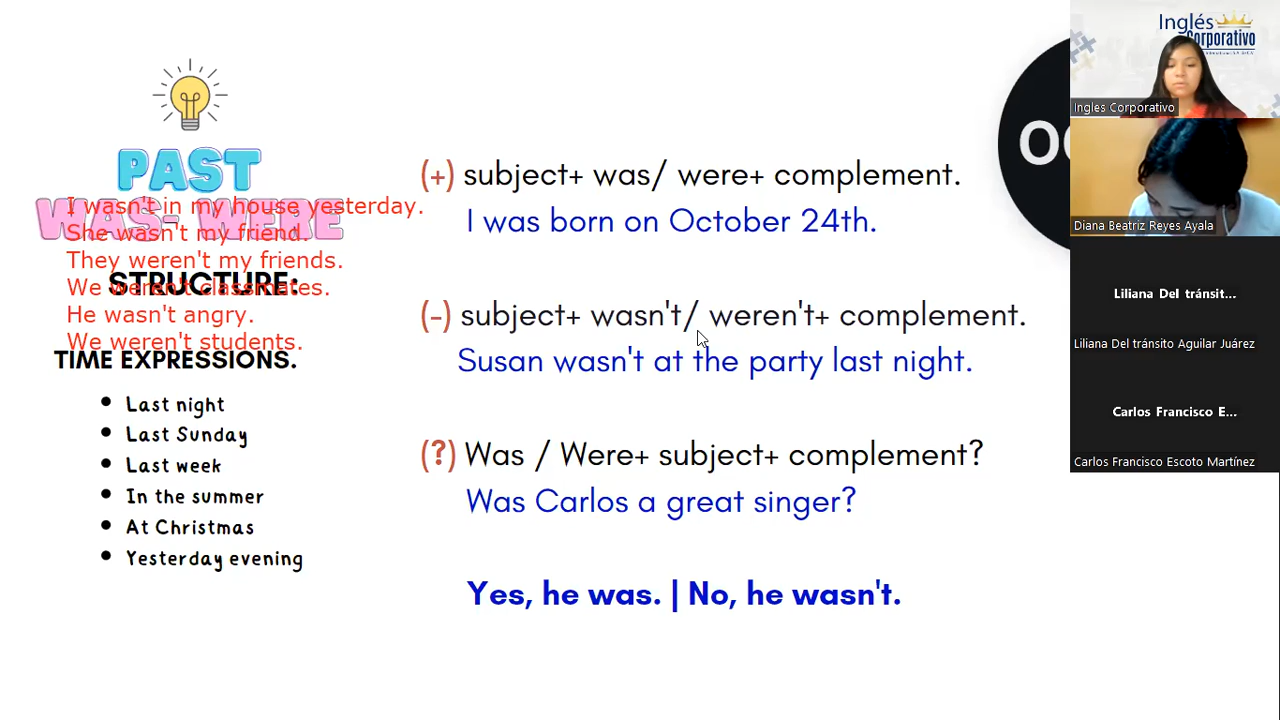 PAST
WAS- WERE
I wasn't in my house yesterday.
She wasn't my friend.
They weren't my friends.
We weren't classmates.
He wasn't angry.
We weren't students.
STRUCTURE:
TIME EXPRESSIONS.
Last night
Last Sunday
Last week
In the summer
At Christmas
Yesterday evening
(+) subject+ was/ were+ complement.
I was born on October 24th.
(-) subject+ wasn't/ weren't+ complement.
Susan wasn't at the party last night.
(?) Was / Were+ subject+ complement?
Was Carlos a great singer?
Yes, he was. | No, he wasn't.
Inglés
Corporativo
Ingles Corporativo
Diana Beatriz Reyes Ayala
Liliana Del tránsit...
Liliana Del tránsito Aguilar Juárez
Carlos Francisco E...
Carlos Francisco Escoto Martínez